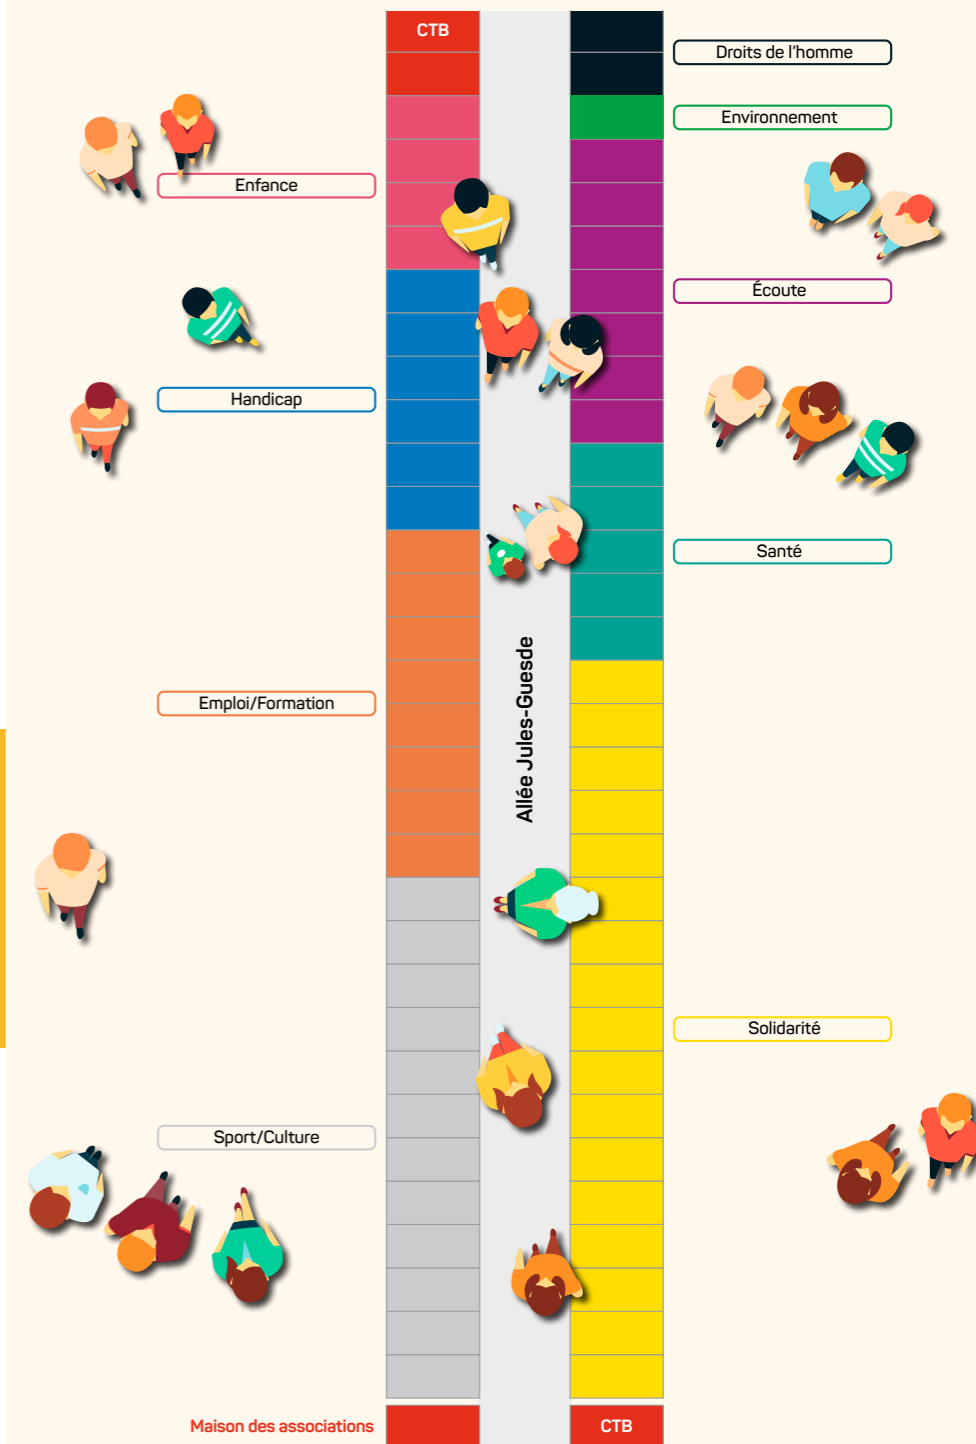 CTB
Droits de l'homme
Environnement
Enfance
Écoute
Handicap
Santé
Emploi/Formation
Allée Jules-Guesde
Solidarité
Sport/Culture
Maison des associations
CTB